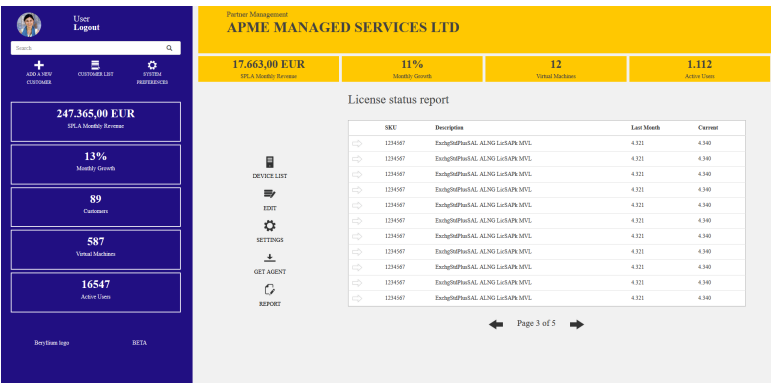 User
Logout
Search
ADD A NEW CUSTOMER
CUSTOMER LIST
SYSTEM PREFERENCES
247.365,00 EUR
SPLA Monthly Revenue
13%
Monthly Growth
89
Customers
587
Virtual Machines
16547
Active Users
Beryllium logo BETA
Partner Management
APME MANAGED SERVICES LTD
17.663,00 EUR
SPLA Monthly Revenue
11%
Monthly Growth
12
Virtual Machines
1.112
Active Users
DEVICE LIST
EDIT
SETTINGS
GET AGENT
REPORT
License status report
SKU Description Last Month Current
1234567 ExchgStdPlusSAL ALNG LicSAPk MVL 4.321 4.340
1234567 ExchgStdPlusSAL ALNG LicSAPk MVL 4.321 4.340
1234567 ExchgStdPlusSAL ALNG LicSAPk MVL 4.321 4.340
1234567 ExchgStdPlusSAL ALNG LicSAPk MVL 4.321 4.340
1234567 ExchgStdPlusSAL ALNG LicSAPk MVL 4.321 4.340
1234567 ExchgStdPlusSAL ALNG LicSAPk MVL 4.321 4.340
1234567 ExchgStdPlusSAL ALNG LicSAPk MVL 4.321 4.340
1234567 ExchgStdPlusSAL ALNG LicSAPk MVL 4.321 4.340
1234567 ExchgStdPlusSAL ALNG LicSAPk MVL 4.321 4.340
1234567 ExchgStdPlusSAL ALNG LicSAPk MVL 4.321 4.340
1234567 ExchgStdPlusSAL ALNG LicSAPk MVL 4.321 4.340
Page 3 of 5